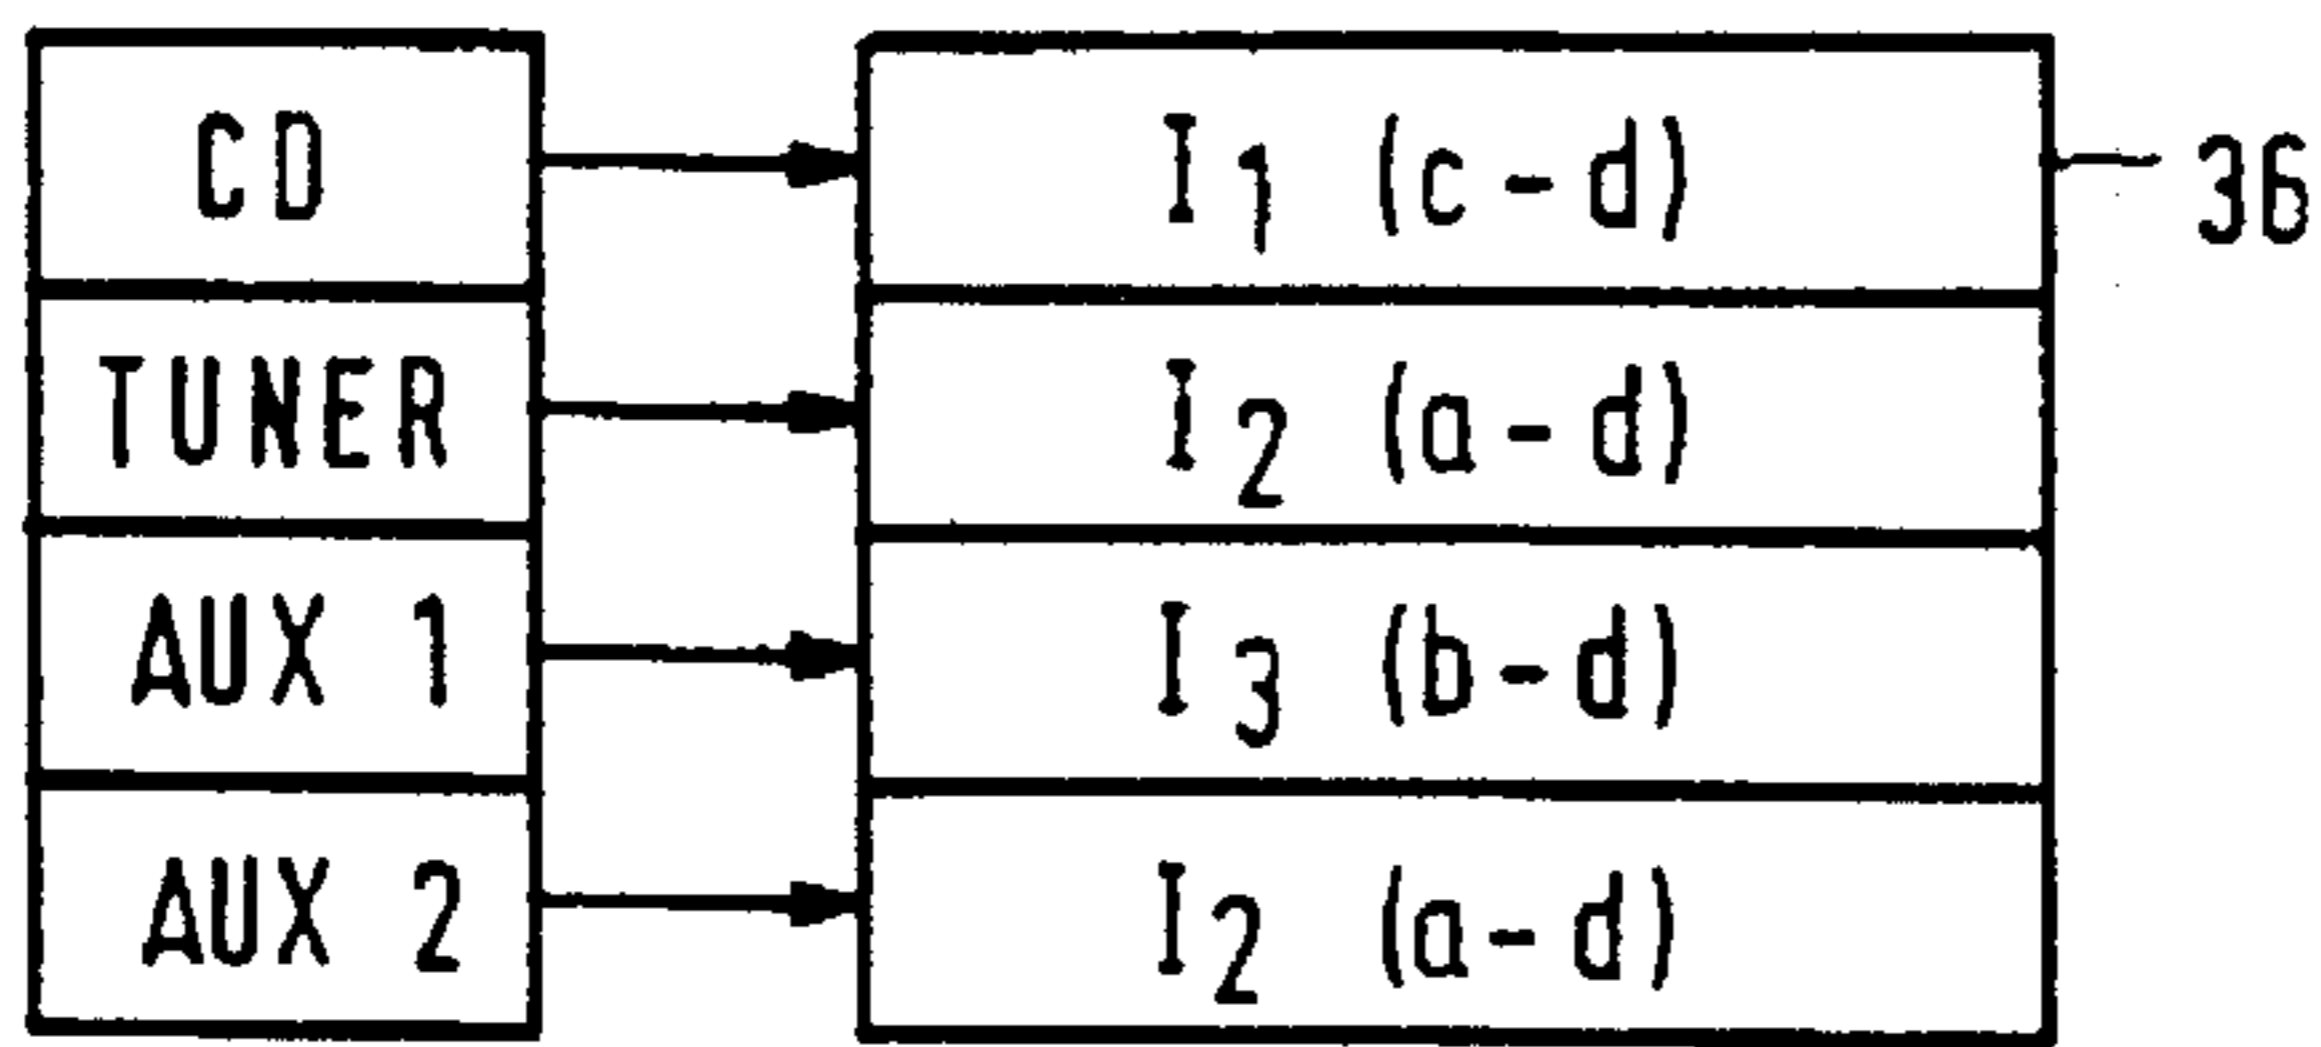 CD I1 (c-d) 36
TUNER I2 (a-d)
AUX 1 I3 (b-d)
AUX 2 I2 (a-d)